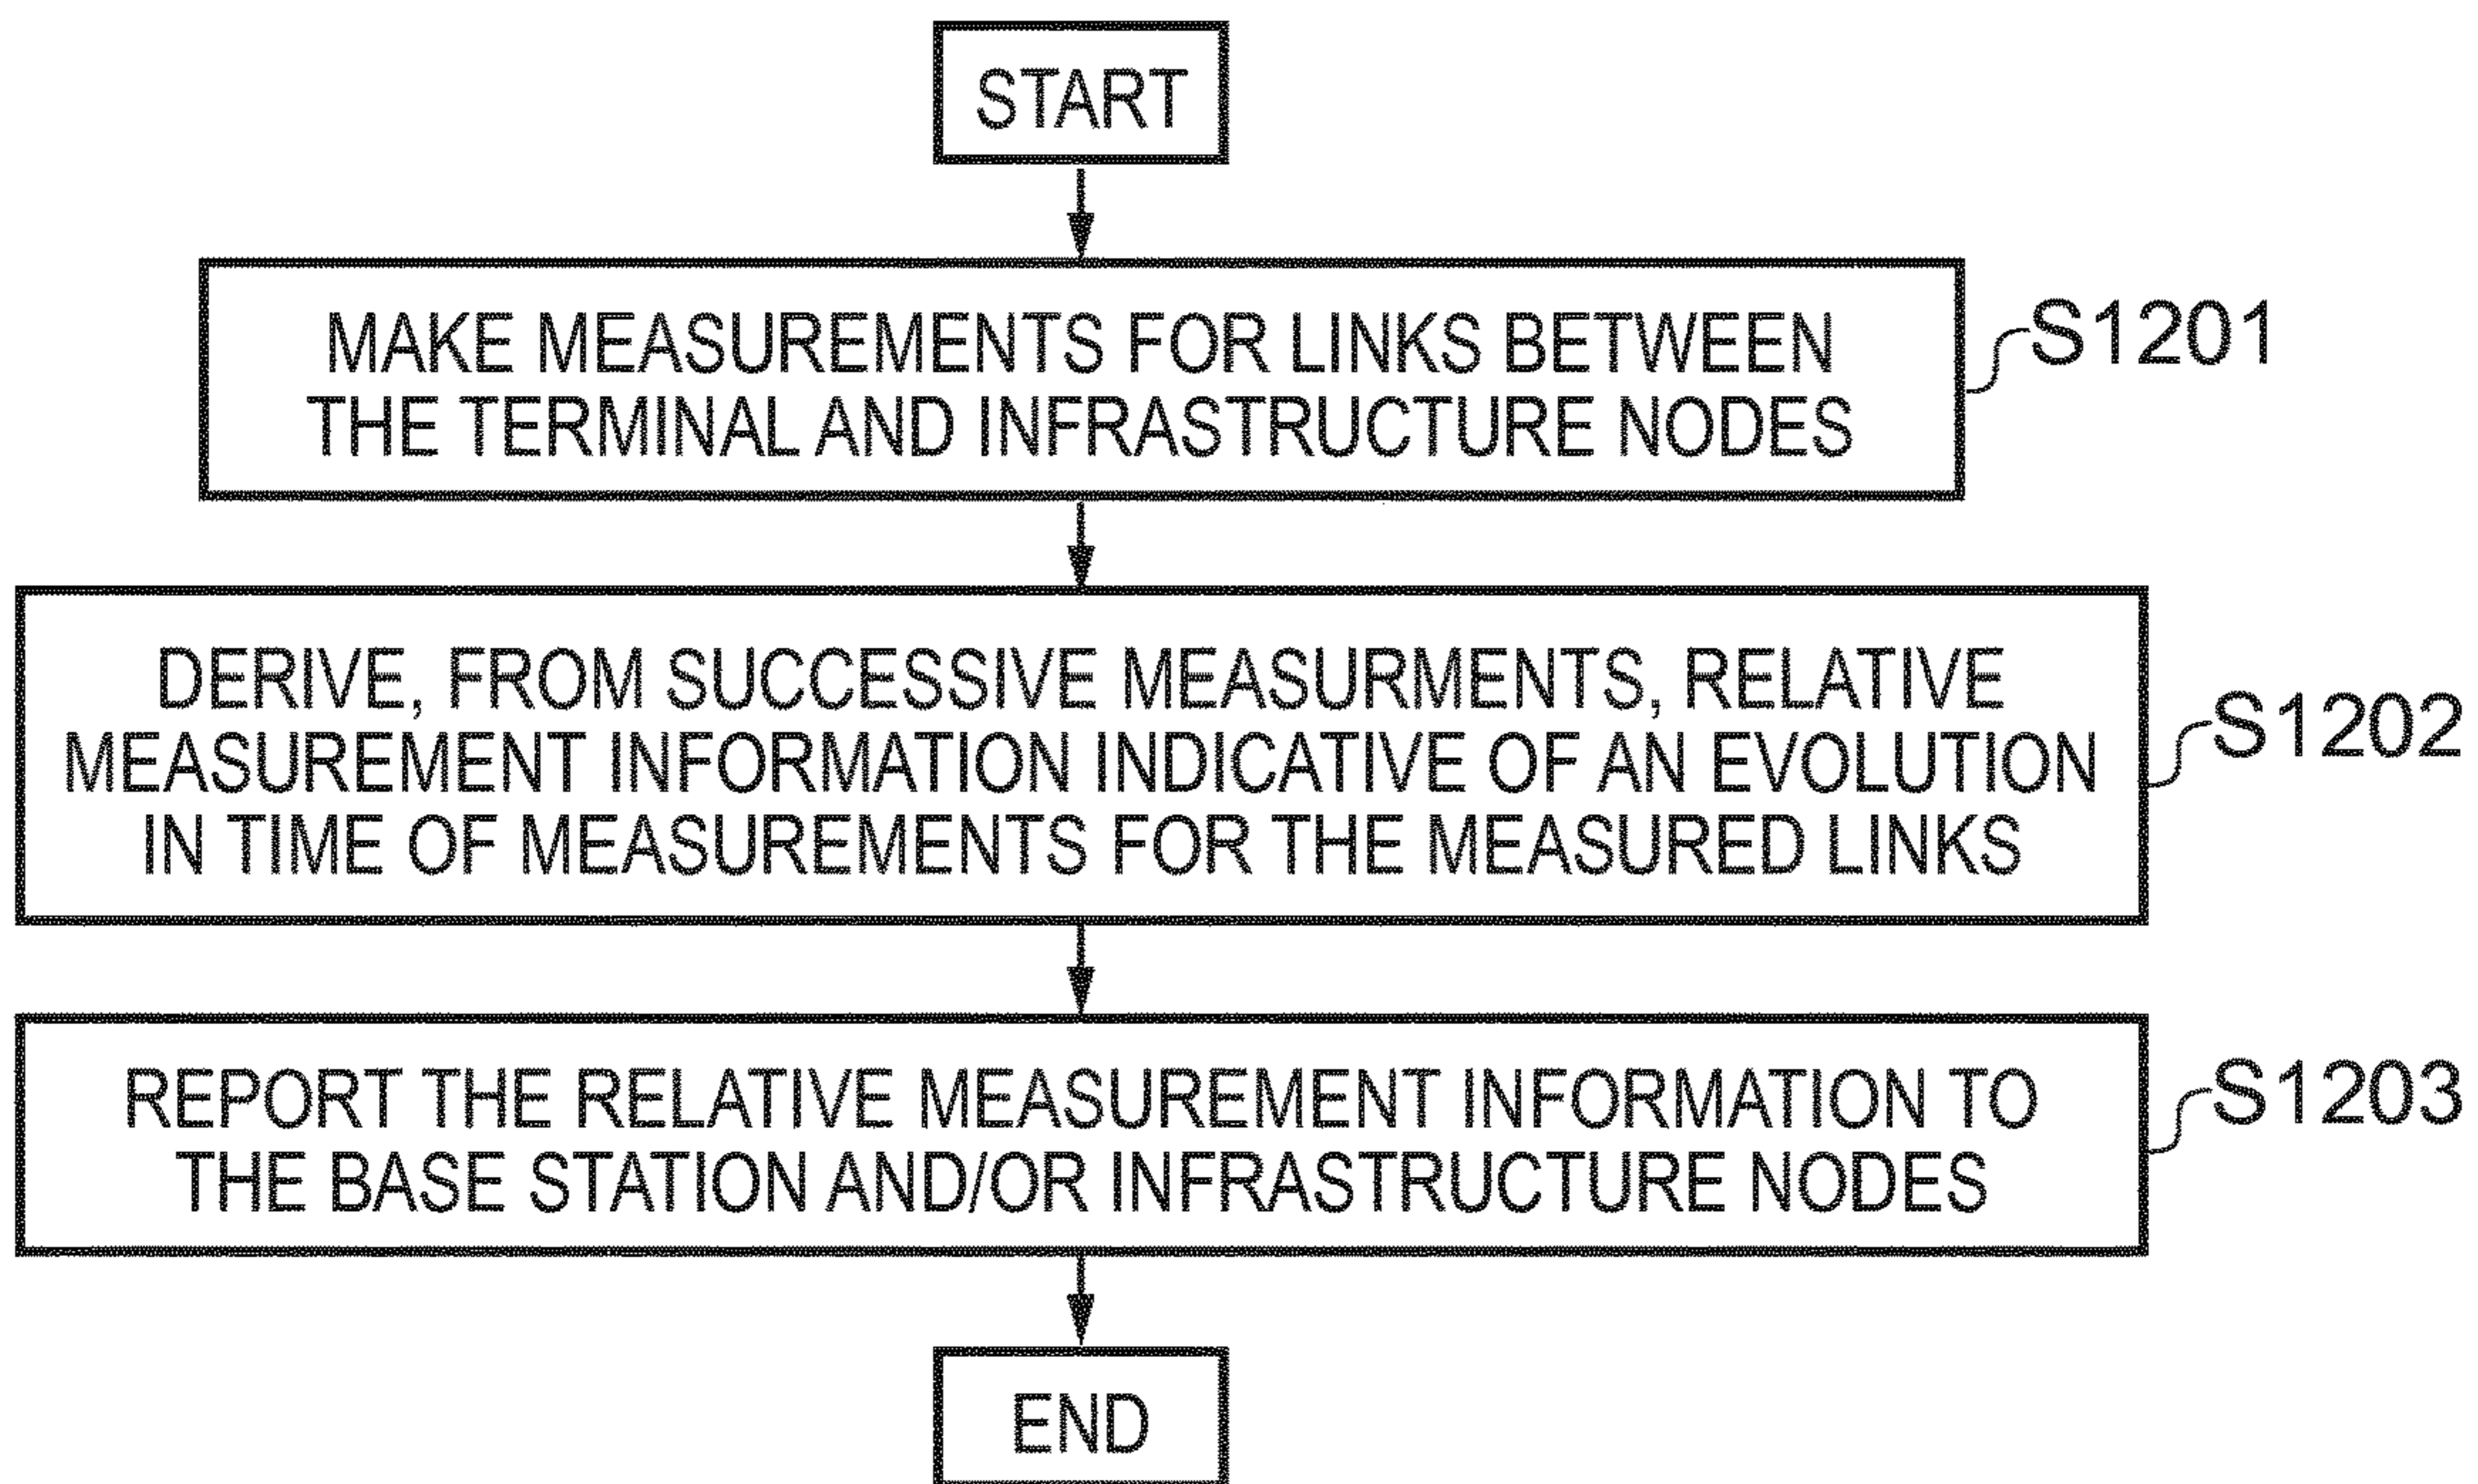 START
MAKE MEASUREMENTS FOR LINKS BETWEEN
THE TERMINAL AND INFRASTRUCTURE NODES
S1201
DERIVE, FROM SUCCESSIVE MEASURMENTS, RELATIVE
MEASUREMENT INFORMATION INDICATIVE OF AN EVOLUTION
IN TIME OF MEASUREMENTS FOR THE MEASURED LINKS
S1202
REPORT THE RELATIVE MEASUREMENT INFORMATION TO
THE BASE STATION AND/OR INFRASTRUCTURE NODES
S1203
END